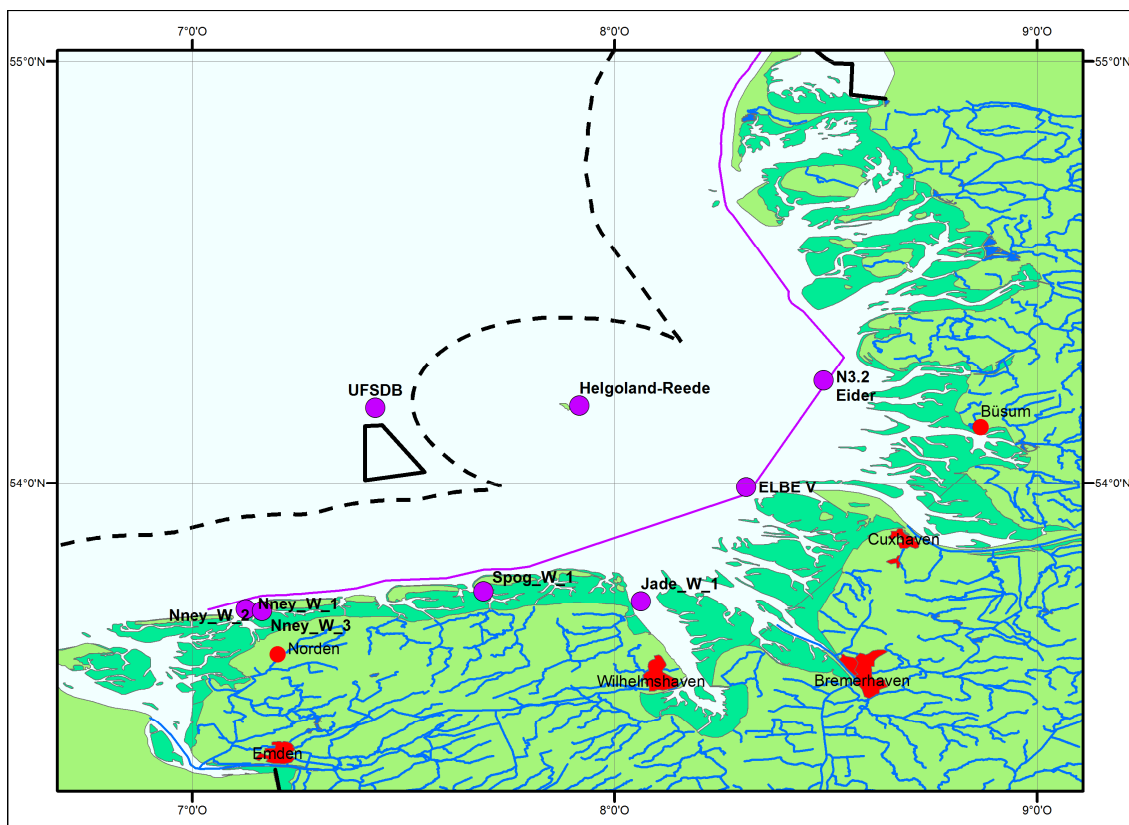 7°0'O
8°0'O
9°0'O
55°0'N
55°0'N
UFSDB
Helgoland-Reede
N3.2
Eider
Büsum
54°0'N
54°0'N
ELBE V
Cuxhaven
Spog_W_1
Jade_W_1
Nney_W_2
Nney_W_1
Nney_W_3
Norden
Wilhelmshaven
Bremerhaven
Emden
7°0'O
8°0'O
9°0'O